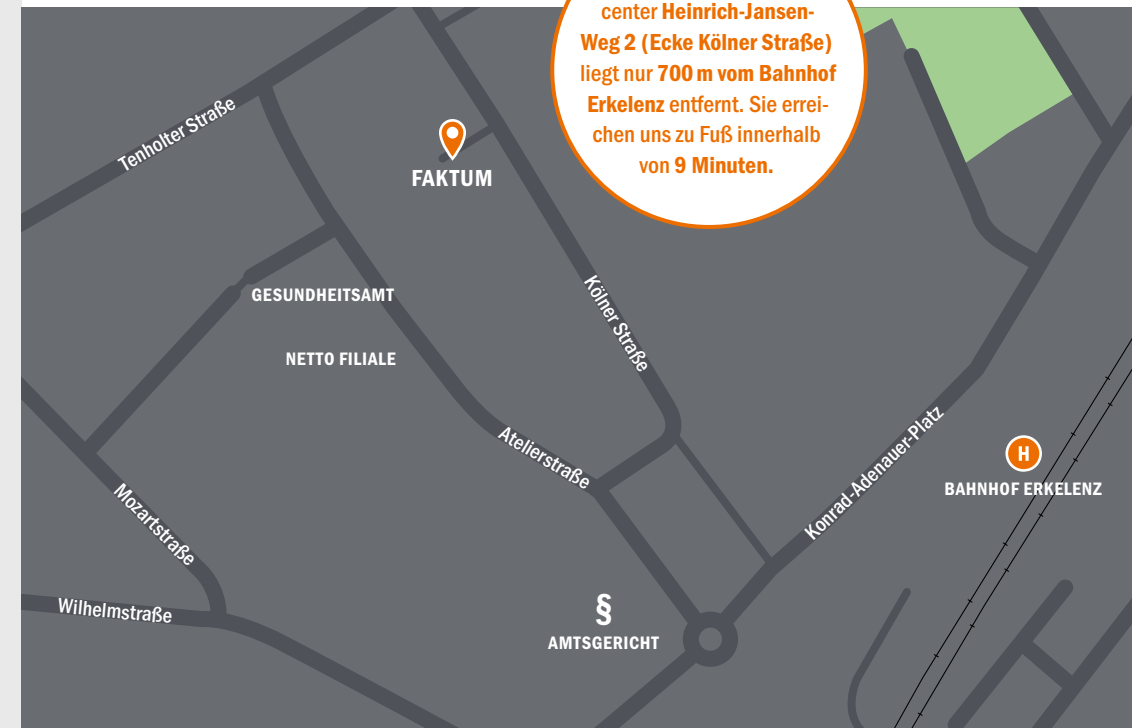 center Heinrich-Jansen-
Weg 2 (Ecke Kölner Straße)
liegt nur 700 m vom Bahnhof
Erkelenz entfernt. Sie errei-
chen uns zu Fuß innerhalb
von 9 Minuten.
Tenholter Straße
FAKTUM
Kölner Straße
GESUNDHEITSAMT
NETTO FILIALE
Atelierstraße
Konrad-Adenauer-Platz
H
BAHNHOF ERKELENZ
Mozartstraße
Wilhelmstraße
§
AMTSGERICHT